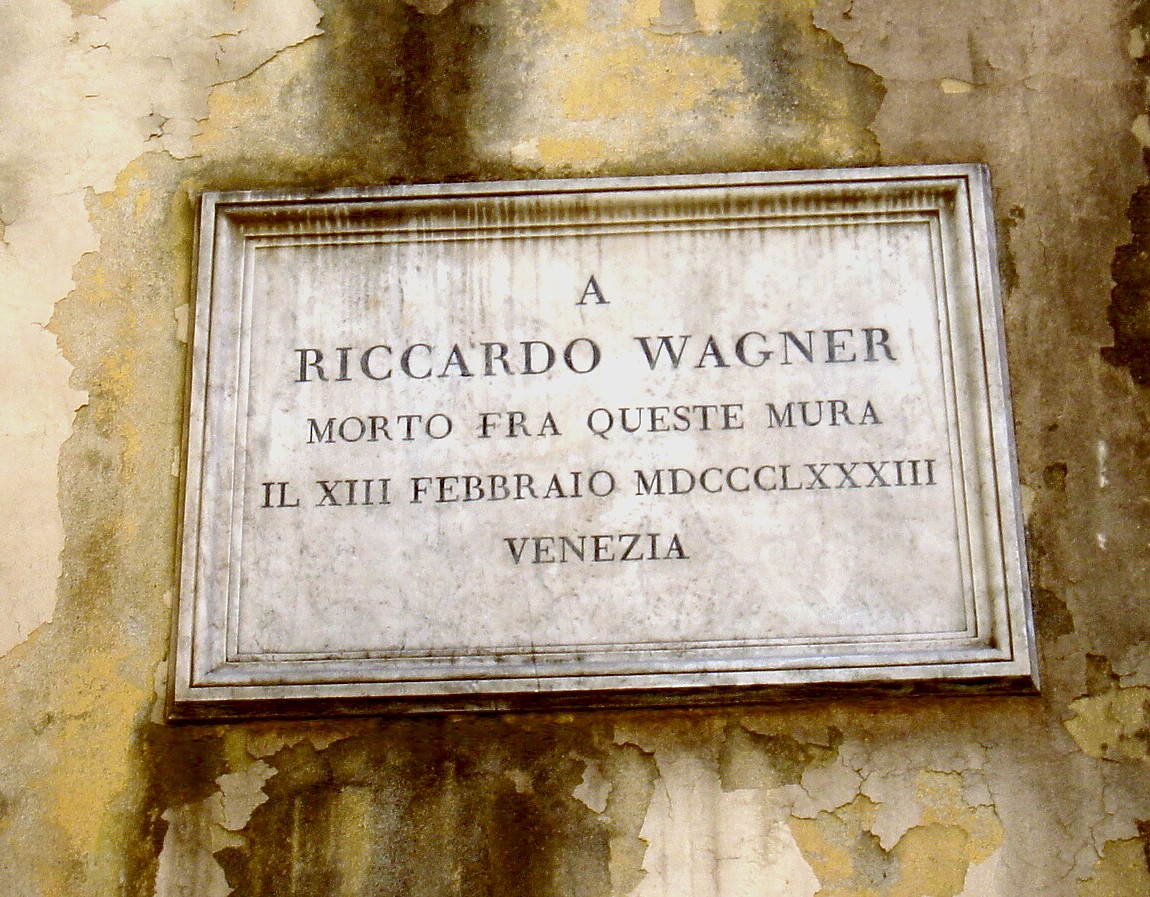 A
RICCARDO WAGNER
MORTO FRA QUESTE MURA
IL XIII FEBBRAIO MDCCCLXXXIII
VENEZIA